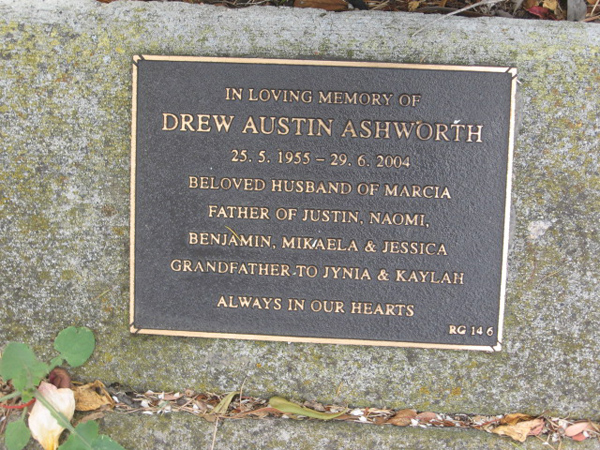 IN LOVING MEMORY OF
DREW AUSTIN ASHWORTH
25. 5. 1955 – 29. 6. 2004
BELOVED HUSBAND OF MARCIA
FATHER OF JUSTIN, NAOMI,
BENJAMIN, MIKAELA & JESSICA
GRANDFATHER TO JYNIA & KAYLAH
ALWAYS IN OUR HEARTS
RG 14 6